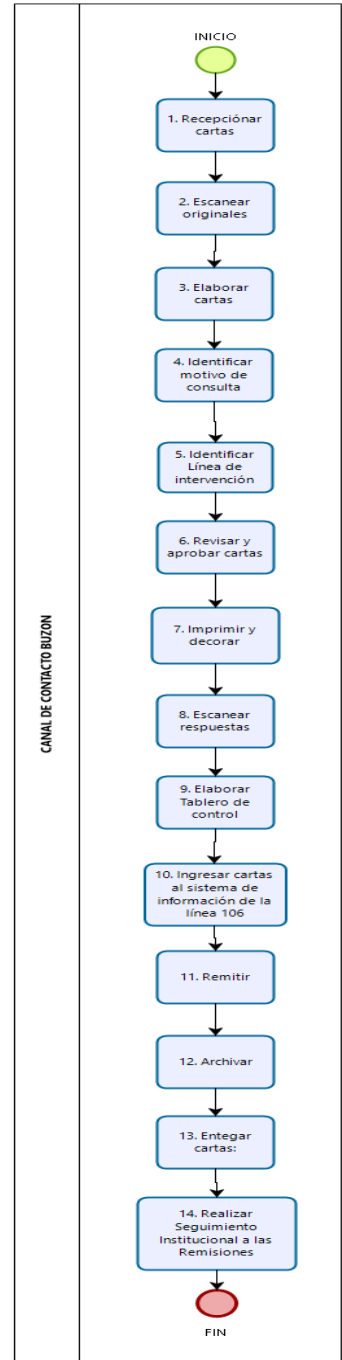 CANAL DE CONTACTO BUZON
INICIO
1. Recepciónar
cartas
2. Escanear
originales
3. Elaborar
cartas
4. Identificar
motivo de
consulta
5. Identificar
Línea de
intervención
6. Revisar y
aprobar cartas
7. Imprimir y
decorar
8. Escanear
respuestas
9. Elaborar
Tablero de
control
10. Ingresar cartas
al sistema de
información de la
línea 106
11. Remitir
12. Archivar
13. Entegar
cartas:
14. Realizar
Seguimiento
Institucional a las
Remisiones
FIN